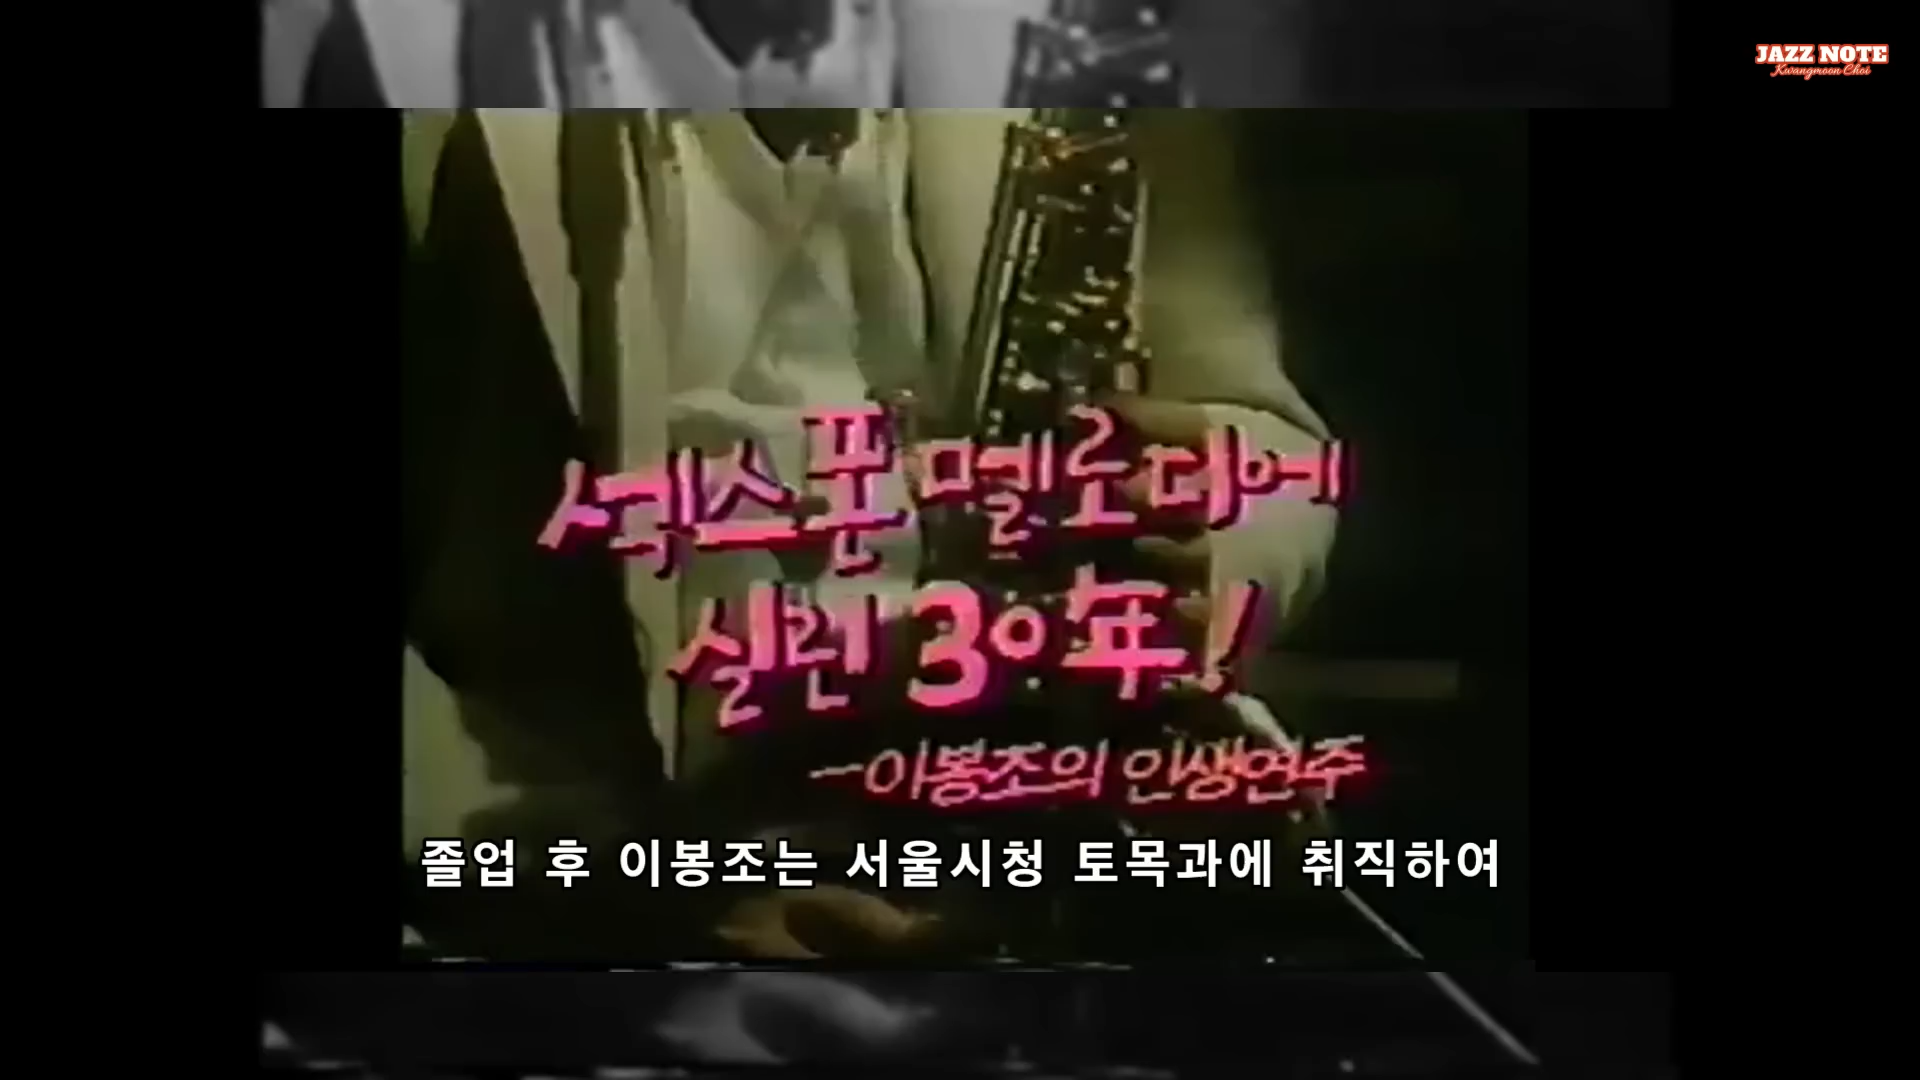 JAZZ NOTE
Kwangmoon Choi
섹스폰 멜로디에
실린 30年!
-이봉조의 인생연주
졸업 후 이봉조는 서울시청 토목과에 취직하여